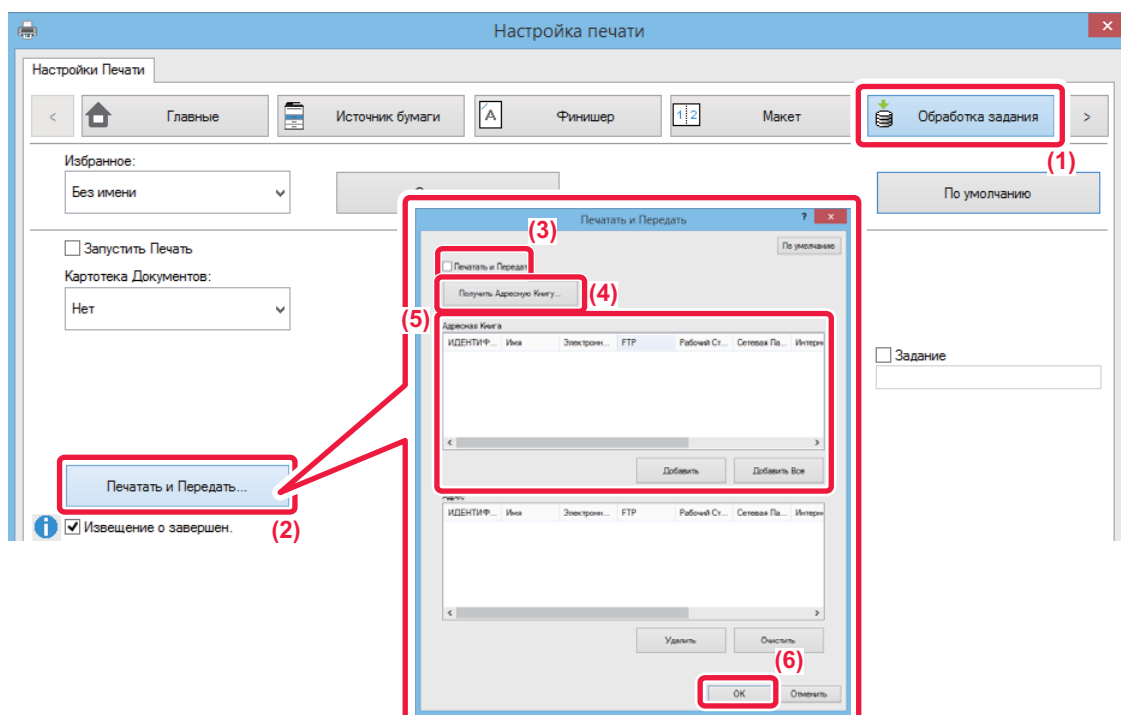 Настройка печати
Настройки Печати
Главные
Источник бумаги
Финишер
Макет
Обработка задания
(1)
Избранное:
Без имени
По умолчанию
Запустить Печать
Картотека Документов:
Нет
Задание
Печатать и Передать...
(2)
Извещение о завершен.
Печатать и Передать
?
(3)
По умолчанию
Печатать и Передат
Получить Адресную Книгу...
(4)
(5)
Адресная Книга
ИДЕНТИФ... Имя Электронн... FTP Рабочий Ст... Сетевая Па... Интерн
Добавить Добавить Все
Адрес
ИДЕНТИФ... Имя Электронн... FTP Рабочий Ст... Сетевая Па... Интерн
Удалить Очистить
(6)
OK Отменить